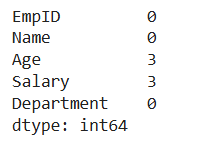 EmpID 0
Name 0
Age 3
Salary 3
Department 0
dtype: int64